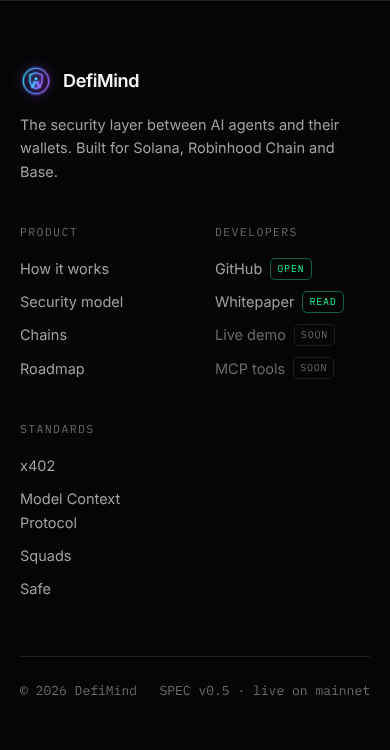 DefiMind
The security layer between AI agents and their
wallets. Built for Solana, Robinhood Chain and
Base.
PRODUCT
How it works
Security model
Chains
Roadmap
DEVELOPERS
GitHub OPEN
Whitepaper READ
Live demo SOON
MCP tools SOON
STANDARDS
x402
Model Context
Protocol
Squads
Safe
© 2026 DefiMind SPEC v0.5 · live on mainnet